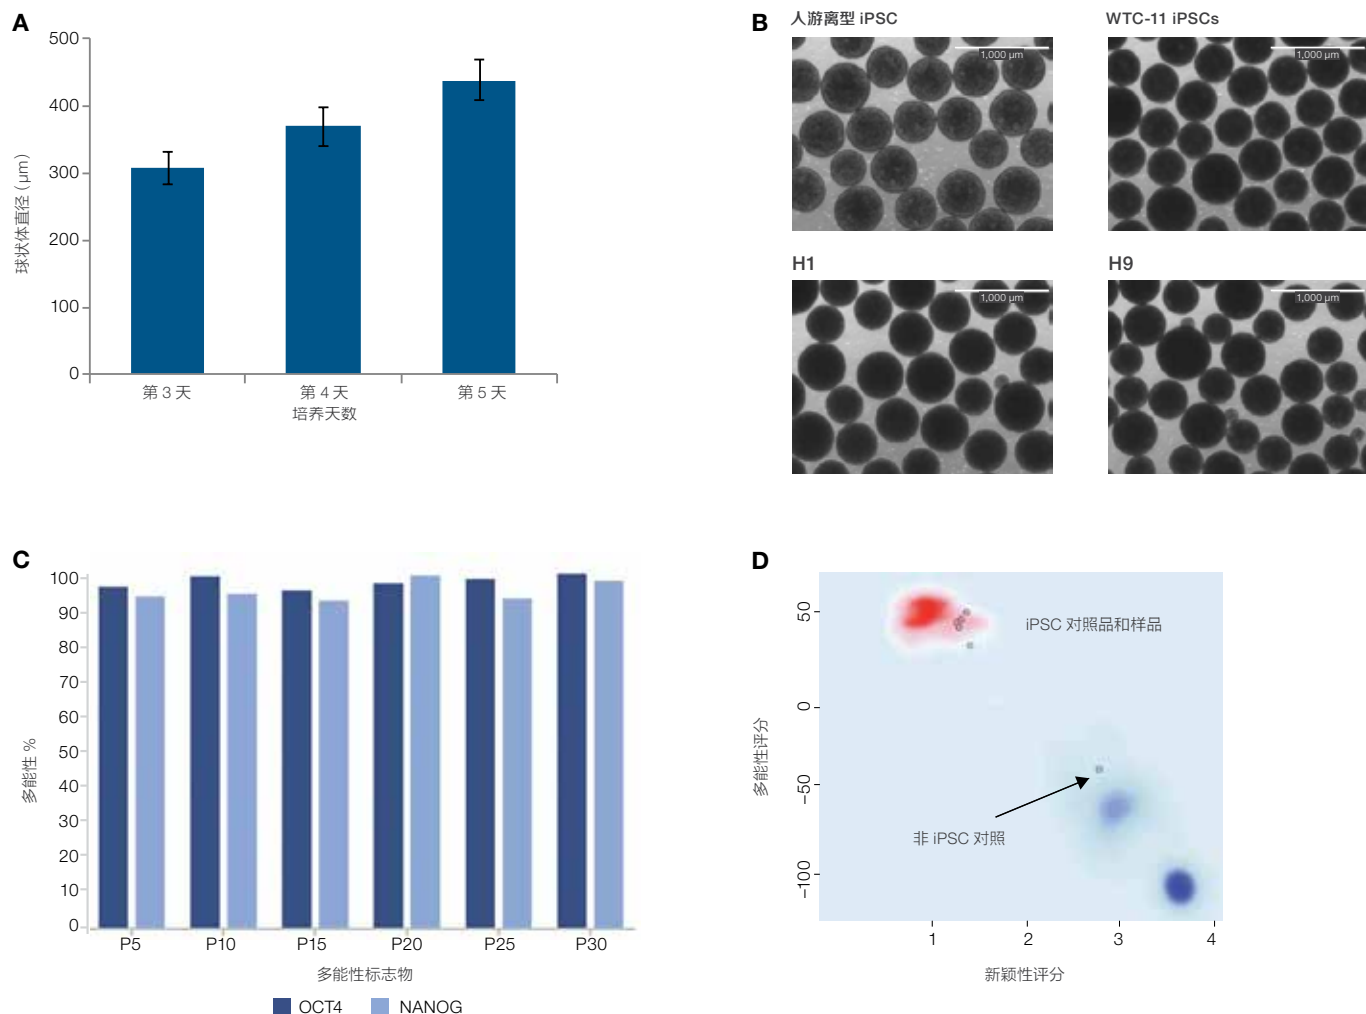 A
500
400
300
200
100
0
球状体直径（μm）
第 3 天
第 4 天
第 5 天
培养天数
B
人游离型 iPSC
WTC-11 iPSCs
1,000 μm
1,000 μm
H1
H9
1,000 μm
1,000 μm
C
100
90
80
70
60
50
40
30
20
10
0
多能性 %
P5
P10
P15
P20
P25
P30
多能性标志物
OCT4
NANOG
D
50
0
-50
-100
多能性评分
iPSC 对照品和样品
非 iPSC 对照
1
2
3
4
新颖性评分